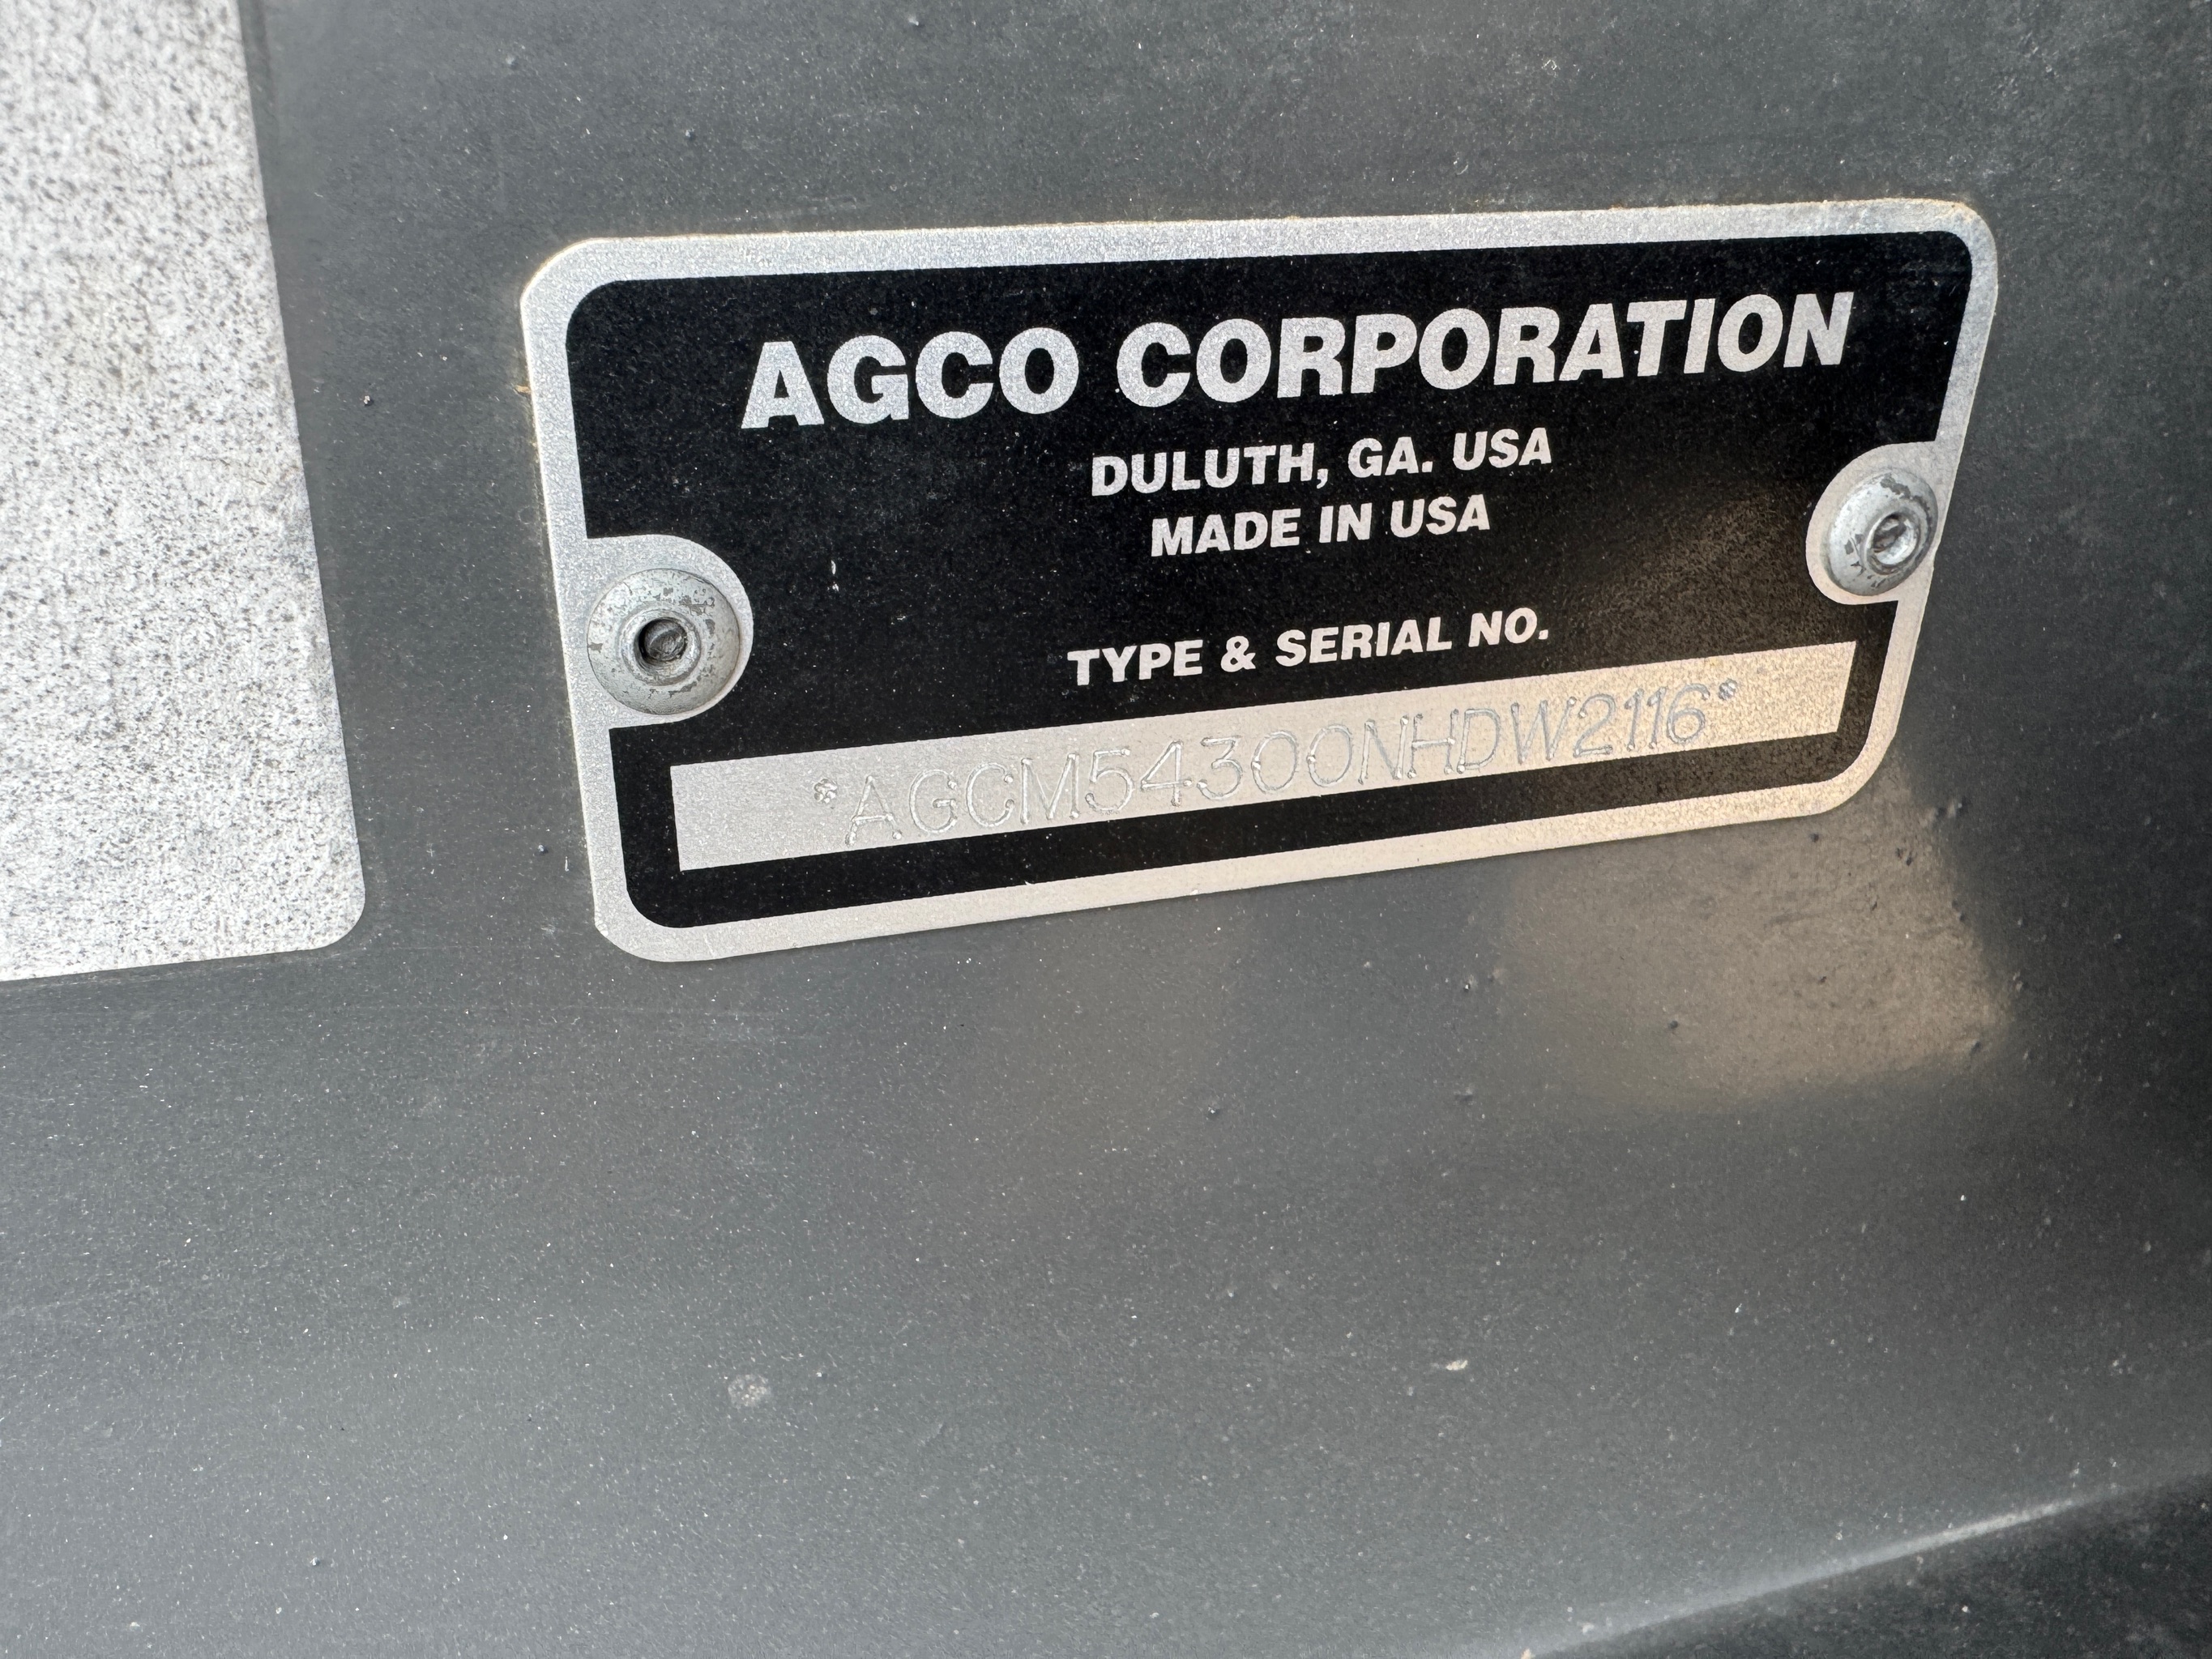 AGCO CORPORATION
DULUTH, GA. USA
MADE IN USA
TYPE & SERIAL NO.
*AGCM54300NHDW2116*